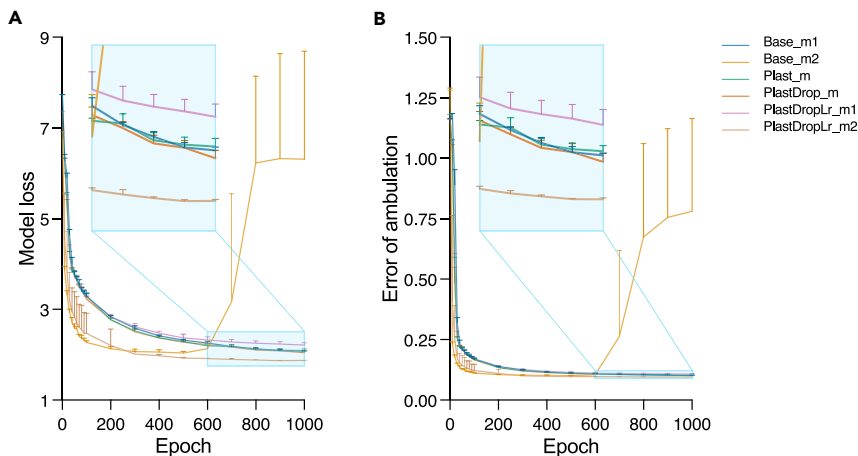 A
B
9
7
5
3
1
Model loss
0
200
400
600
800
1000
Epoch
1.50
1.25
1.00
0.75
0.50
0.25
0.00
Error of ambulation
0
200
400
600
800
1000
Epoch
Base_m1
Base_m2
Plast_m
PlastDrop_m
PlastDropLr_m1
PlastDropLr_m2